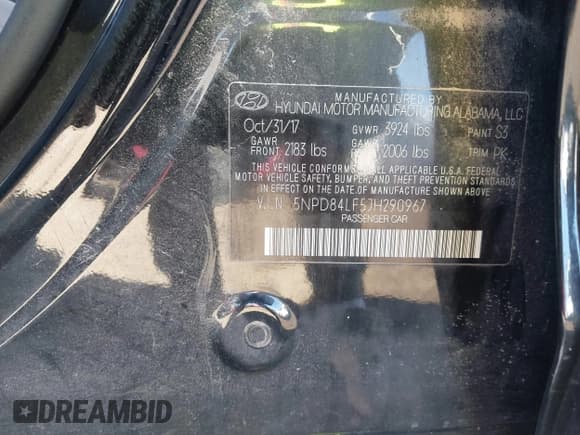 MANUFACTURED BY
HYUNDAI MOTOR MANUFACTURING ALABAMA, LLC
Oct/31/17 GVWR 3924 lbs PAINT S3
GAWR FRONT 2183 lbs 2006 lbs TRIM PK
THIS VEHICLE CONFORMS TO ALL APPLICABLE U.S.A. FEDERAL
MOTOR VEHICLE SAFETY, BUMPER, AND THEFT PREVENTION STANDARDS
IN EFFECT ON THE DATE OF MANUFACTURE SHOWN ABOVE.
V.I.N. 5NPD84LF5JH290967
PASSENGER CAR
DREAMBID